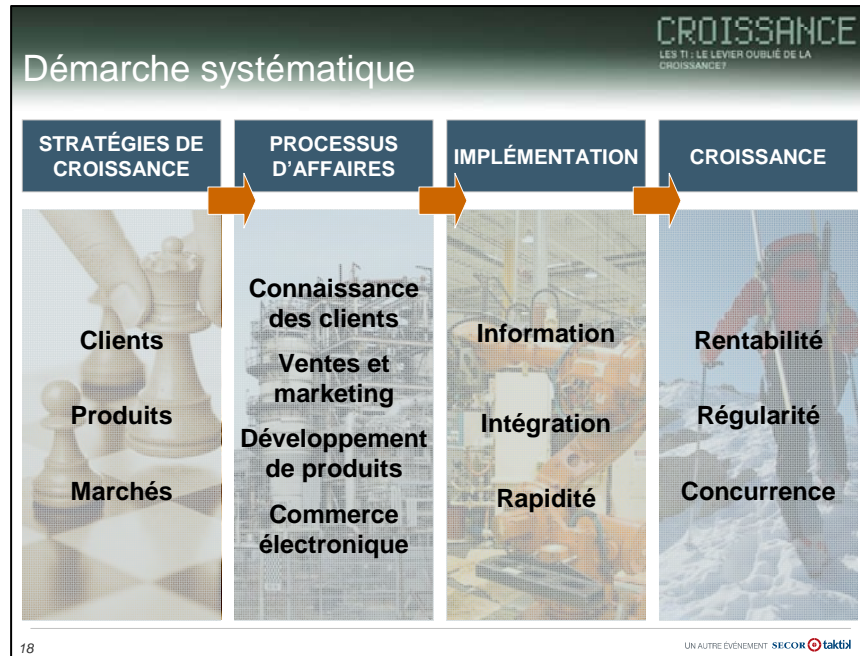 CROISSANCE
LES TI : LE LEVIER OUBLIÉ DE LA
CROISSANCE?
Démarche systématique
STRATÉGIES DE
CROISSANCE
PROCESSUS
D'AFFAIRES
IMPLÉMENTATION
CROISSANCE
Clients
Produits
Marchés
Connaissance
des clients
Ventes et
marketing
Développement
de produits
Commerce
électronique
Information
Intégration
Rapidité
Rentabilité
Régularité
Concurrence
18
UN AUTRE ÉVÉNEMENT SECOR taktik